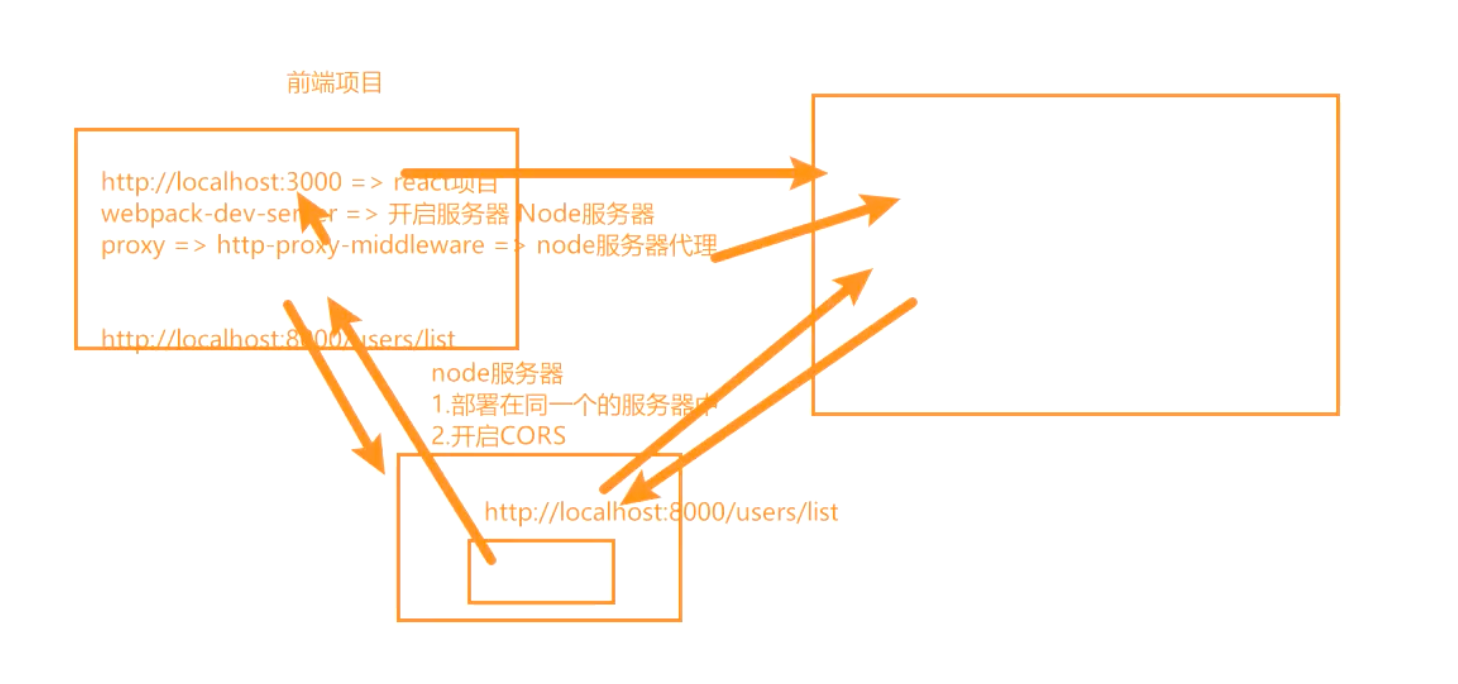 前端项目
http://localhost:3000 => react项目
webpack-dev-server => 开启服务器 Node服务器
proxy => http-proxy-middleware => node服务器代理
http://localhost:8000/users/list
node服务器
1.部署在同一个的服务器中
2.开启CORS
http://localhost:8000/users/list